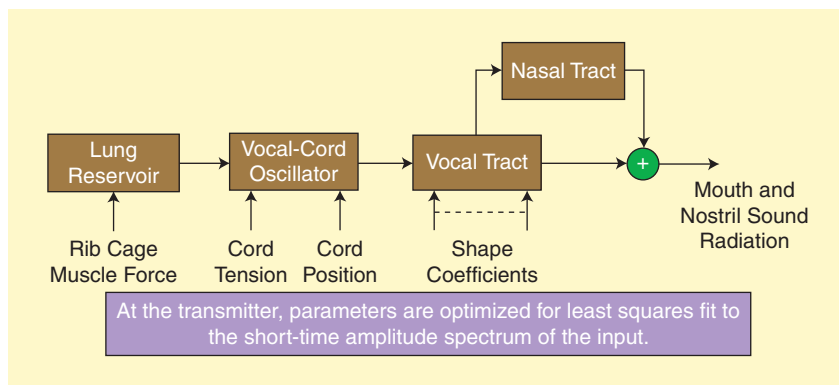 Nasal Tract
Lung
Reservoir
Vocal-Cord
Oscillator
Vocal Tract
+
Mouth and
Nostril Sound
Radiation
Rib Cage
Muscle Force
Cord
Tension
Cord
Position
Shape
Coefficients
At the transmitter, parameters are optimized for least squares fit to
the short-time amplitude spectrum of the input.